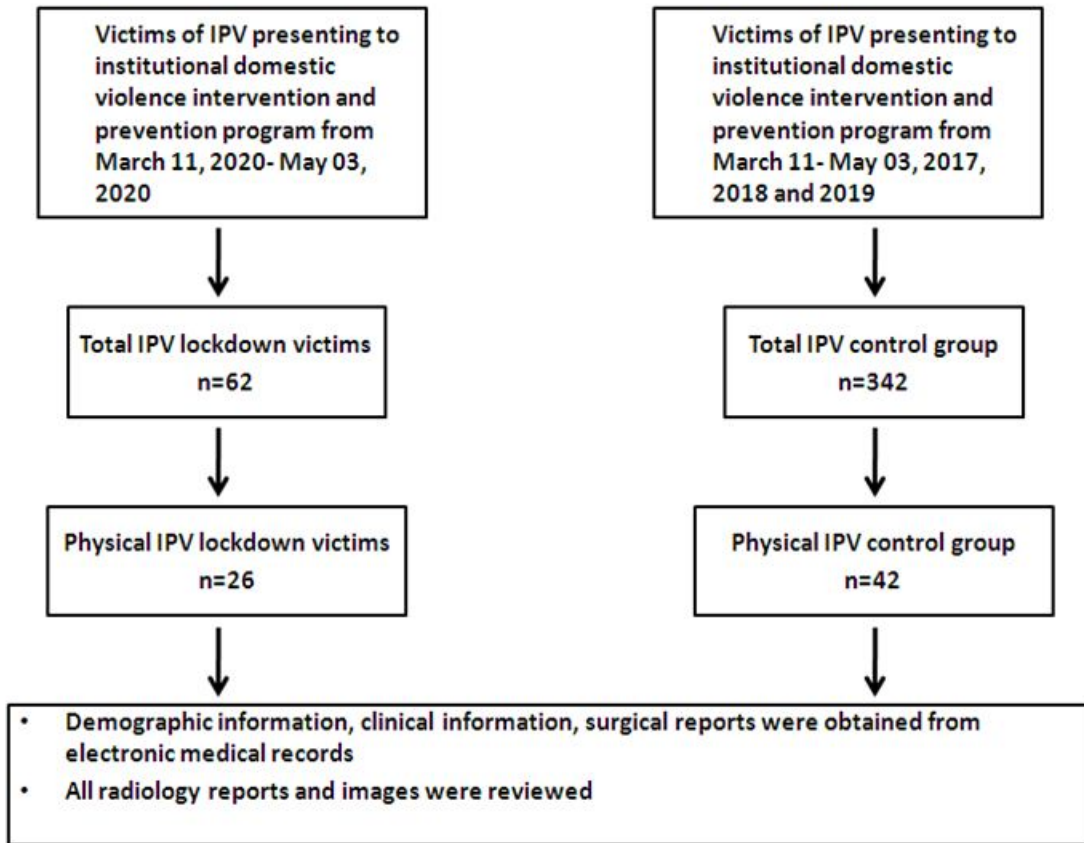 Victims of IPV presenting to
institutional domestic
violence intervention and
prevention program from
March 11, 2020- May 03,
2020
Victims of IPV presenting to
institutional domestic
violence intervention and
prevention program from
March 11- May 03, 2017,
2018 and 2019
Total IPV lockdown victims
n=62
Total IPV control group
n=342
Physical IPV lockdown victims
n=26
Physical IPV control group
n=42
• Demographic information, clinical information, surgical reports were obtained from
electronic medical records
• All radiology reports and images were reviewed